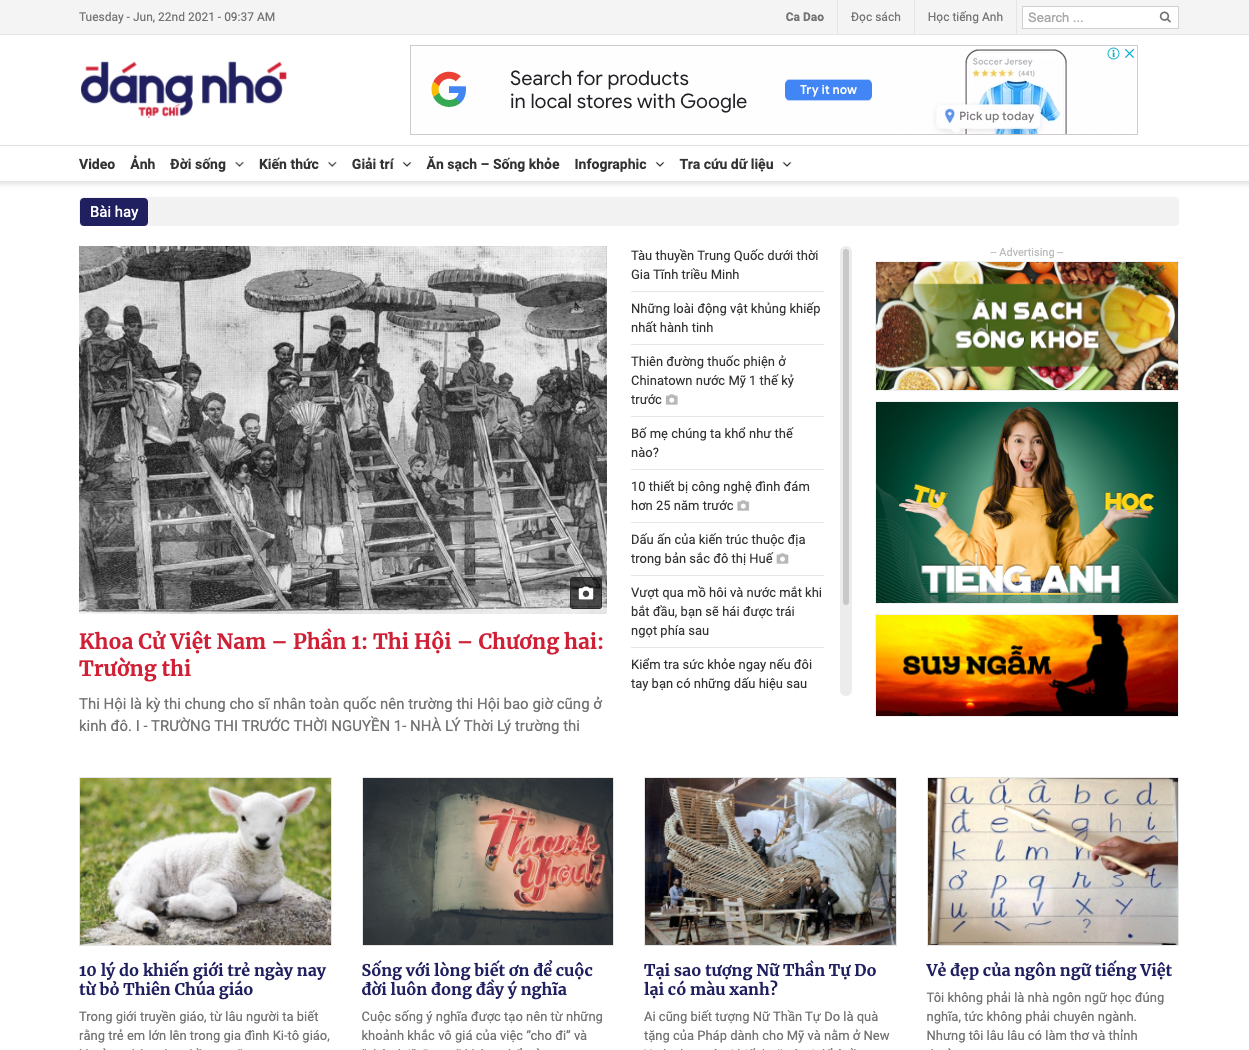 Tuesday - Jun, 22nd 2021 - 09:37 AM
Ca Dao
Đọc sách
Học tiếng Anh
Search ...
đáng nhớ
TẠP CHÍ
Search for products
in local stores with Google
Try it now
Soccer Jersey
(441)
Pick up today
Video
Ảnh
Đời sống
Kiến thức
Giải trí
Ăn sạch – Sống khỏe
Infographic
Tra cứu dữ liệu
Bài hay
Khoa Cử Việt Nam – Phần 1: Thi Hội – Chương hai:
Trường thi
Thi Hội là kỳ thi chung cho sĩ nhân toàn quốc nên trường thi Hội bao giờ cũng ở
kinh đô. I - TRƯỜNG THI TRƯỚC THỜI NGUYỄN 1- NHÀ LÝ Thời Lý trường thi
Tàu thuyền Trung Quốc dưới thời
Gia Tĩnh triều Minh
Những loài động vật khủng khiếp
nhất hành tinh
Thiên đường thuốc phiện ở
Chinatown nước Mỹ 1 thế kỷ
trước
Bố mẹ chúng ta khổ như thế
nào?
10 thiết bị công nghệ đình đám
hơn 25 năm trước
Dấu ấn của kiến trúc thuộc địa
trong bản sắc đô thị Huế
Vượt qua mồ hôi và nước mắt khi
bắt đầu, bạn sẽ hái được trái
ngọt phía sau
Kiểm tra sức khỏe ngay nếu đôi
tay bạn có những dấu hiệu sau
-- Advertising --
ĂN SẠCH
SỐNG KHỎE
TỰ
HỌC
TIẾNG ANH
SUY NGẪM
Thank
You!
a ă â b c d
đ e ê g h i
k l m n
ơ p q r s t
u ư v x y
?
10 lý do khiến giới trẻ ngày nay
từ bỏ Thiên Chúa giáo
Trong giới truyền giáo, từ lâu người ta biết
rằng trẻ em lớn lên trong gia đình Ki-tô giáo,
Sống với lòng biết ơn để cuộc
đời luôn đong đầy ý nghĩa
Cuộc sống ý nghĩa được tạo nên từ những
khoảnh khắc vô giá của việc “cho đi” và
Tại sao tượng Nữ Thần Tự Do
lại có màu xanh?
Ai cũng biết tượng Nữ Thần Tự Do là quà
tặng của Pháp dành cho Mỹ và nằm ở New
Vẻ đẹp của ngôn ngữ tiếng Việt
Tôi không phải là nhà ngôn ngữ học đúng
nghĩa, tức không phải chuyên ngành.
Nhưng tôi lâu lâu có làm thơ và thỉnh